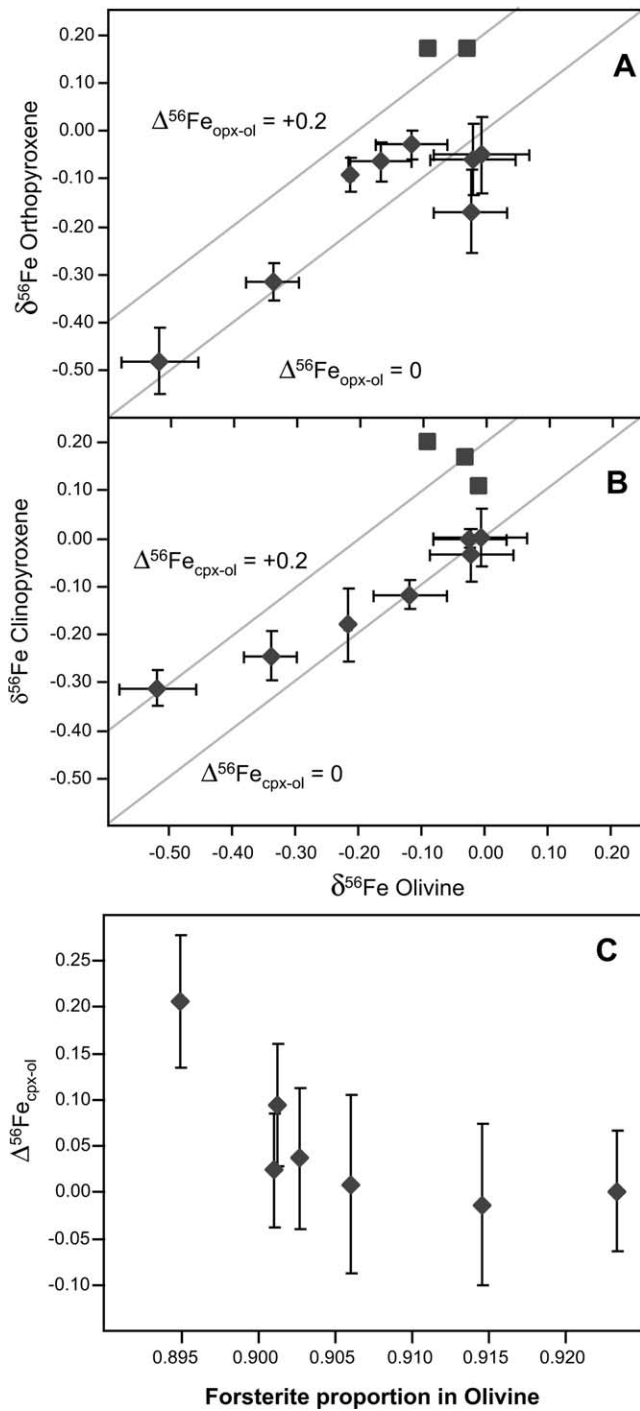 A
0.20
0.10
0.00
-0.10
-0.20
-0.30
-0.40
-0.50
δ56Fe Orthopyroxene
Δ56Feopx-ol = +0.2
Δ56Feopx-ol = 0
B
0.20
0.10
0.00
-0.10
-0.20
-0.30
-0.40
-0.50
δ56Fe Clinopyroxene
Δ56Fecpx-ol = +0.2
Δ56Fecpx-ol = 0
-0.50 -0.40 -0.30 -0.20 -0.10 0.00 0.10 0.20
δ56Fe Olivine
C
0.25
0.20
0.15
0.10
0.05
0.00
-0.05
-0.10
Δ56Fecpx-ol
0.895 0.900 0.905 0.910 0.915 0.920
Forsterite proportion in Olivine